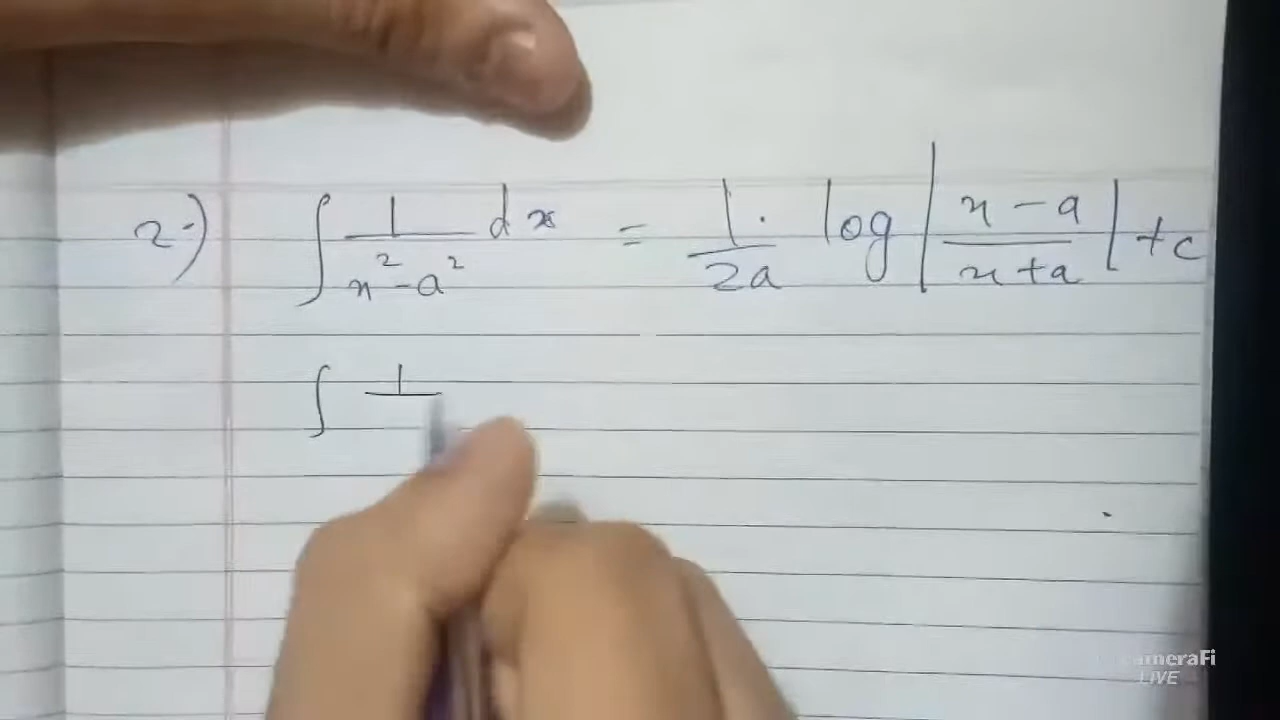 2.) ∫ 1/(x²-a²) dx = 1/2a . log |x-a/x+a| +c
∫ 1/
cameraFi
LIVE